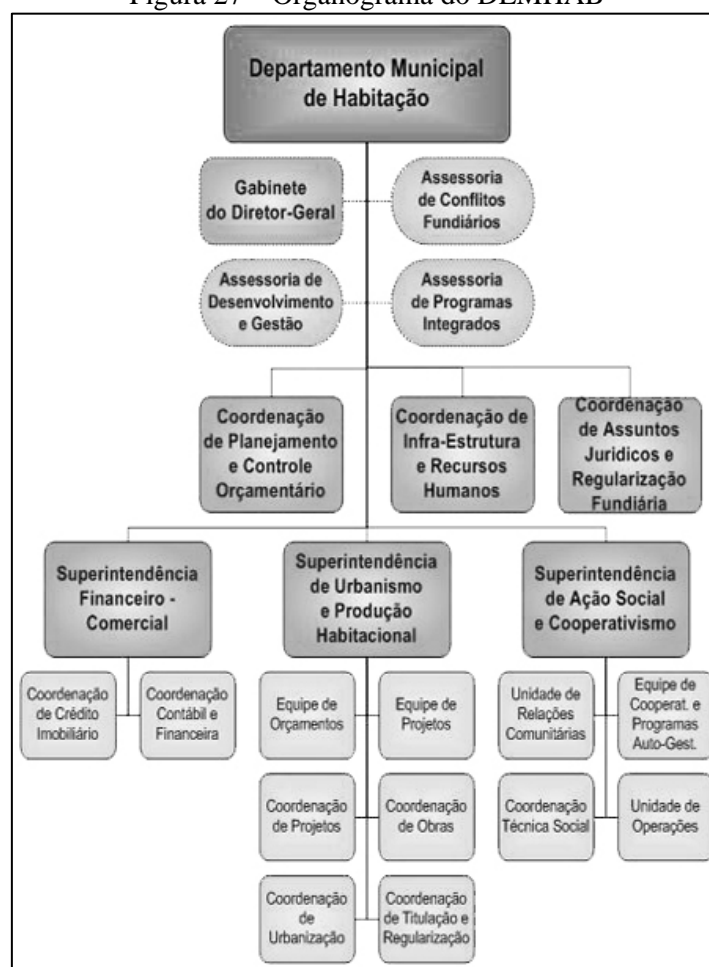 Figura 27 – Organograma do DEMHAB
Departamento Municipal
de Habitação
Gabinete
do Diretor-Geral
Assessoria
de Conflitos
Fundiários
Assessoria de
Desenvolvimento
e Gestão
Assessoria
de Programas
Integrados
Coordenação
de Planejamento
e Controle
Orçamentário
Coordenação de
Infra-Estrutura
e Recursos
Humanos
Coordenação
de Assuntos
Juridicos e
Regularização
Fundiária
Superintendência
Financeiro -
Comercial
Superintendência
de Urbanismo
e Produção
Habitacional
Superintendência
de Ação Social
e Cooperativismo
Coordenação
de Crédito
Imobiliário
Coordenação
Contábil e
Financeira
Equipe de
Orçamentos
Equipe de
Projetos
Unidade de
Relações
Comunitárias
Equipe de
Cooperat. e
Programas
Auto-Gest.
Coordenação
de Projetos
Coordenação
de Obras
Coordenação
Técnica Social
Unidade de
Operações
Coordenação
de
Urbanização
Coordenação
de Titulação e
Regularização